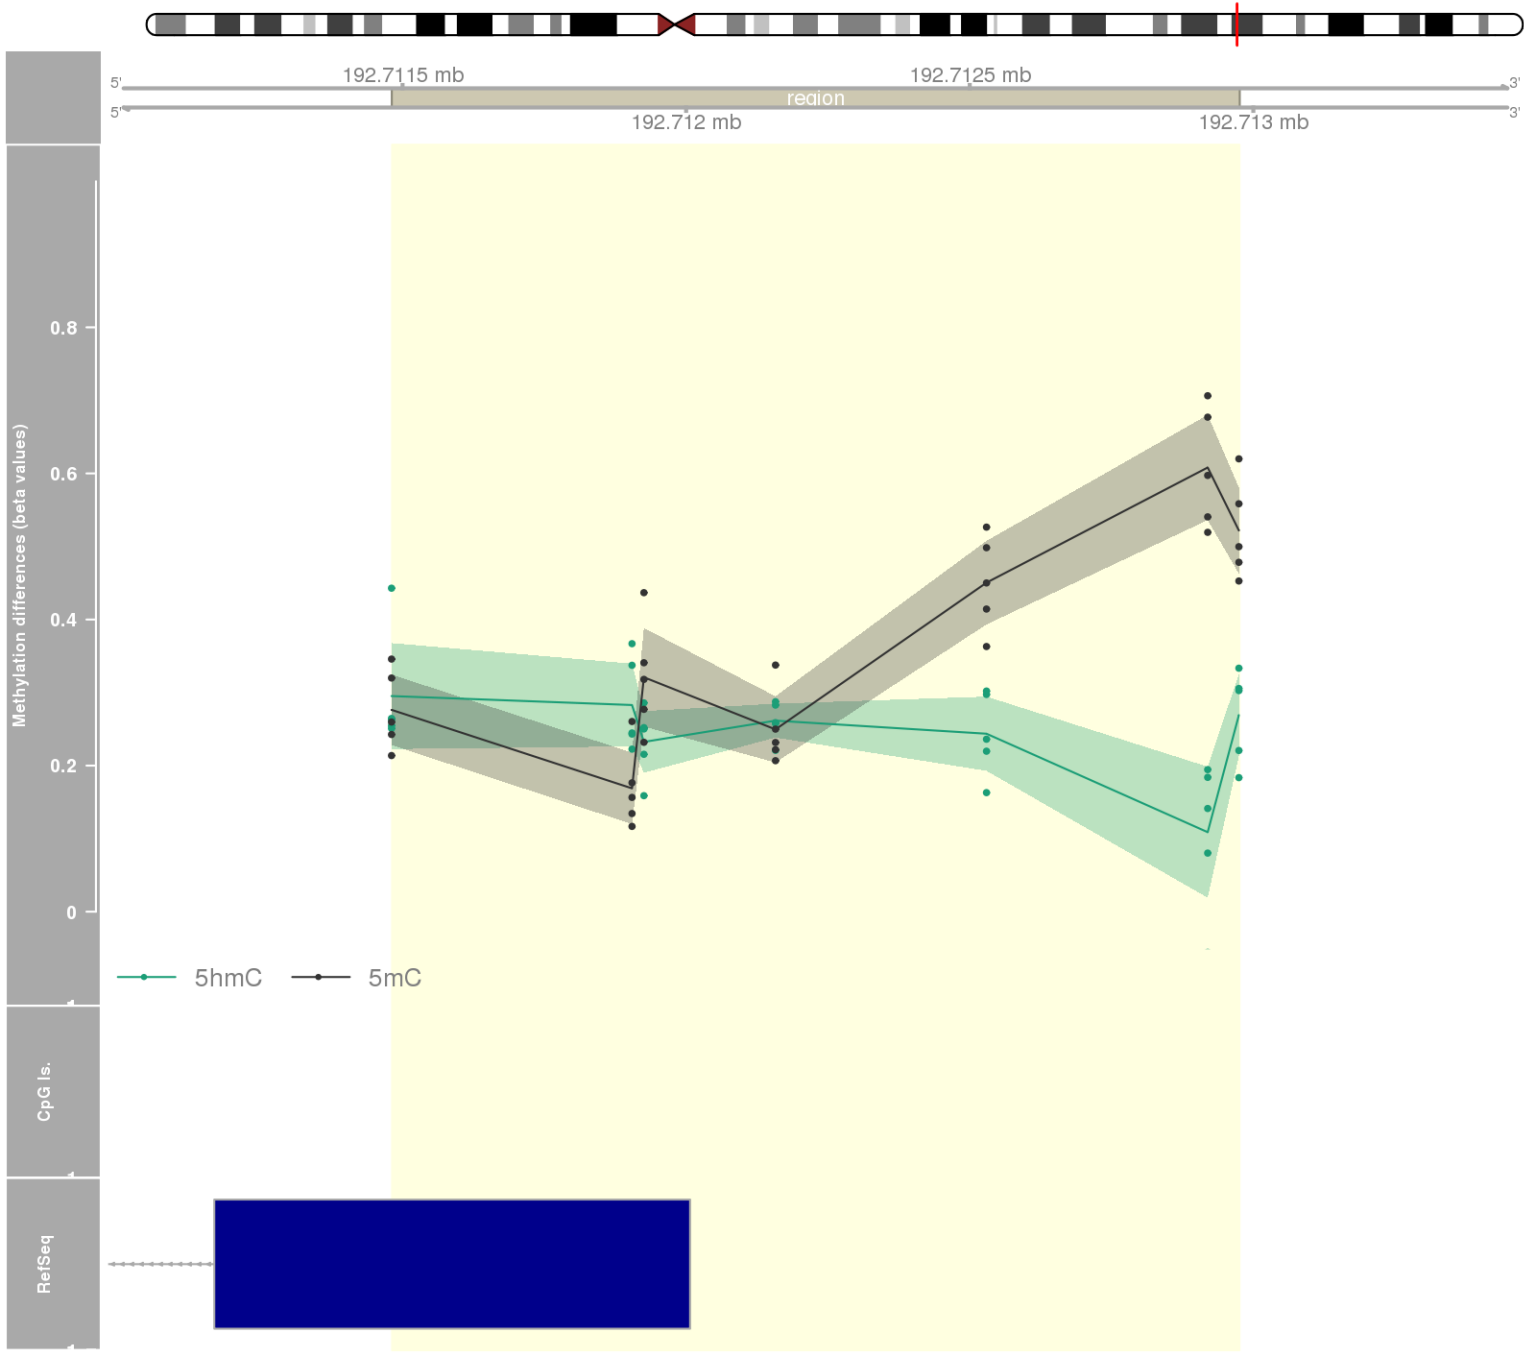 192.7115 mb
192.7125 mb
5'
3'
region
5'
3'
192.712 mb
192.713 mb
Methylation differences (beta values)
0.8
0.6
0.4
0.2
0
5hmC
5mC
CpG Is.
RefSeq